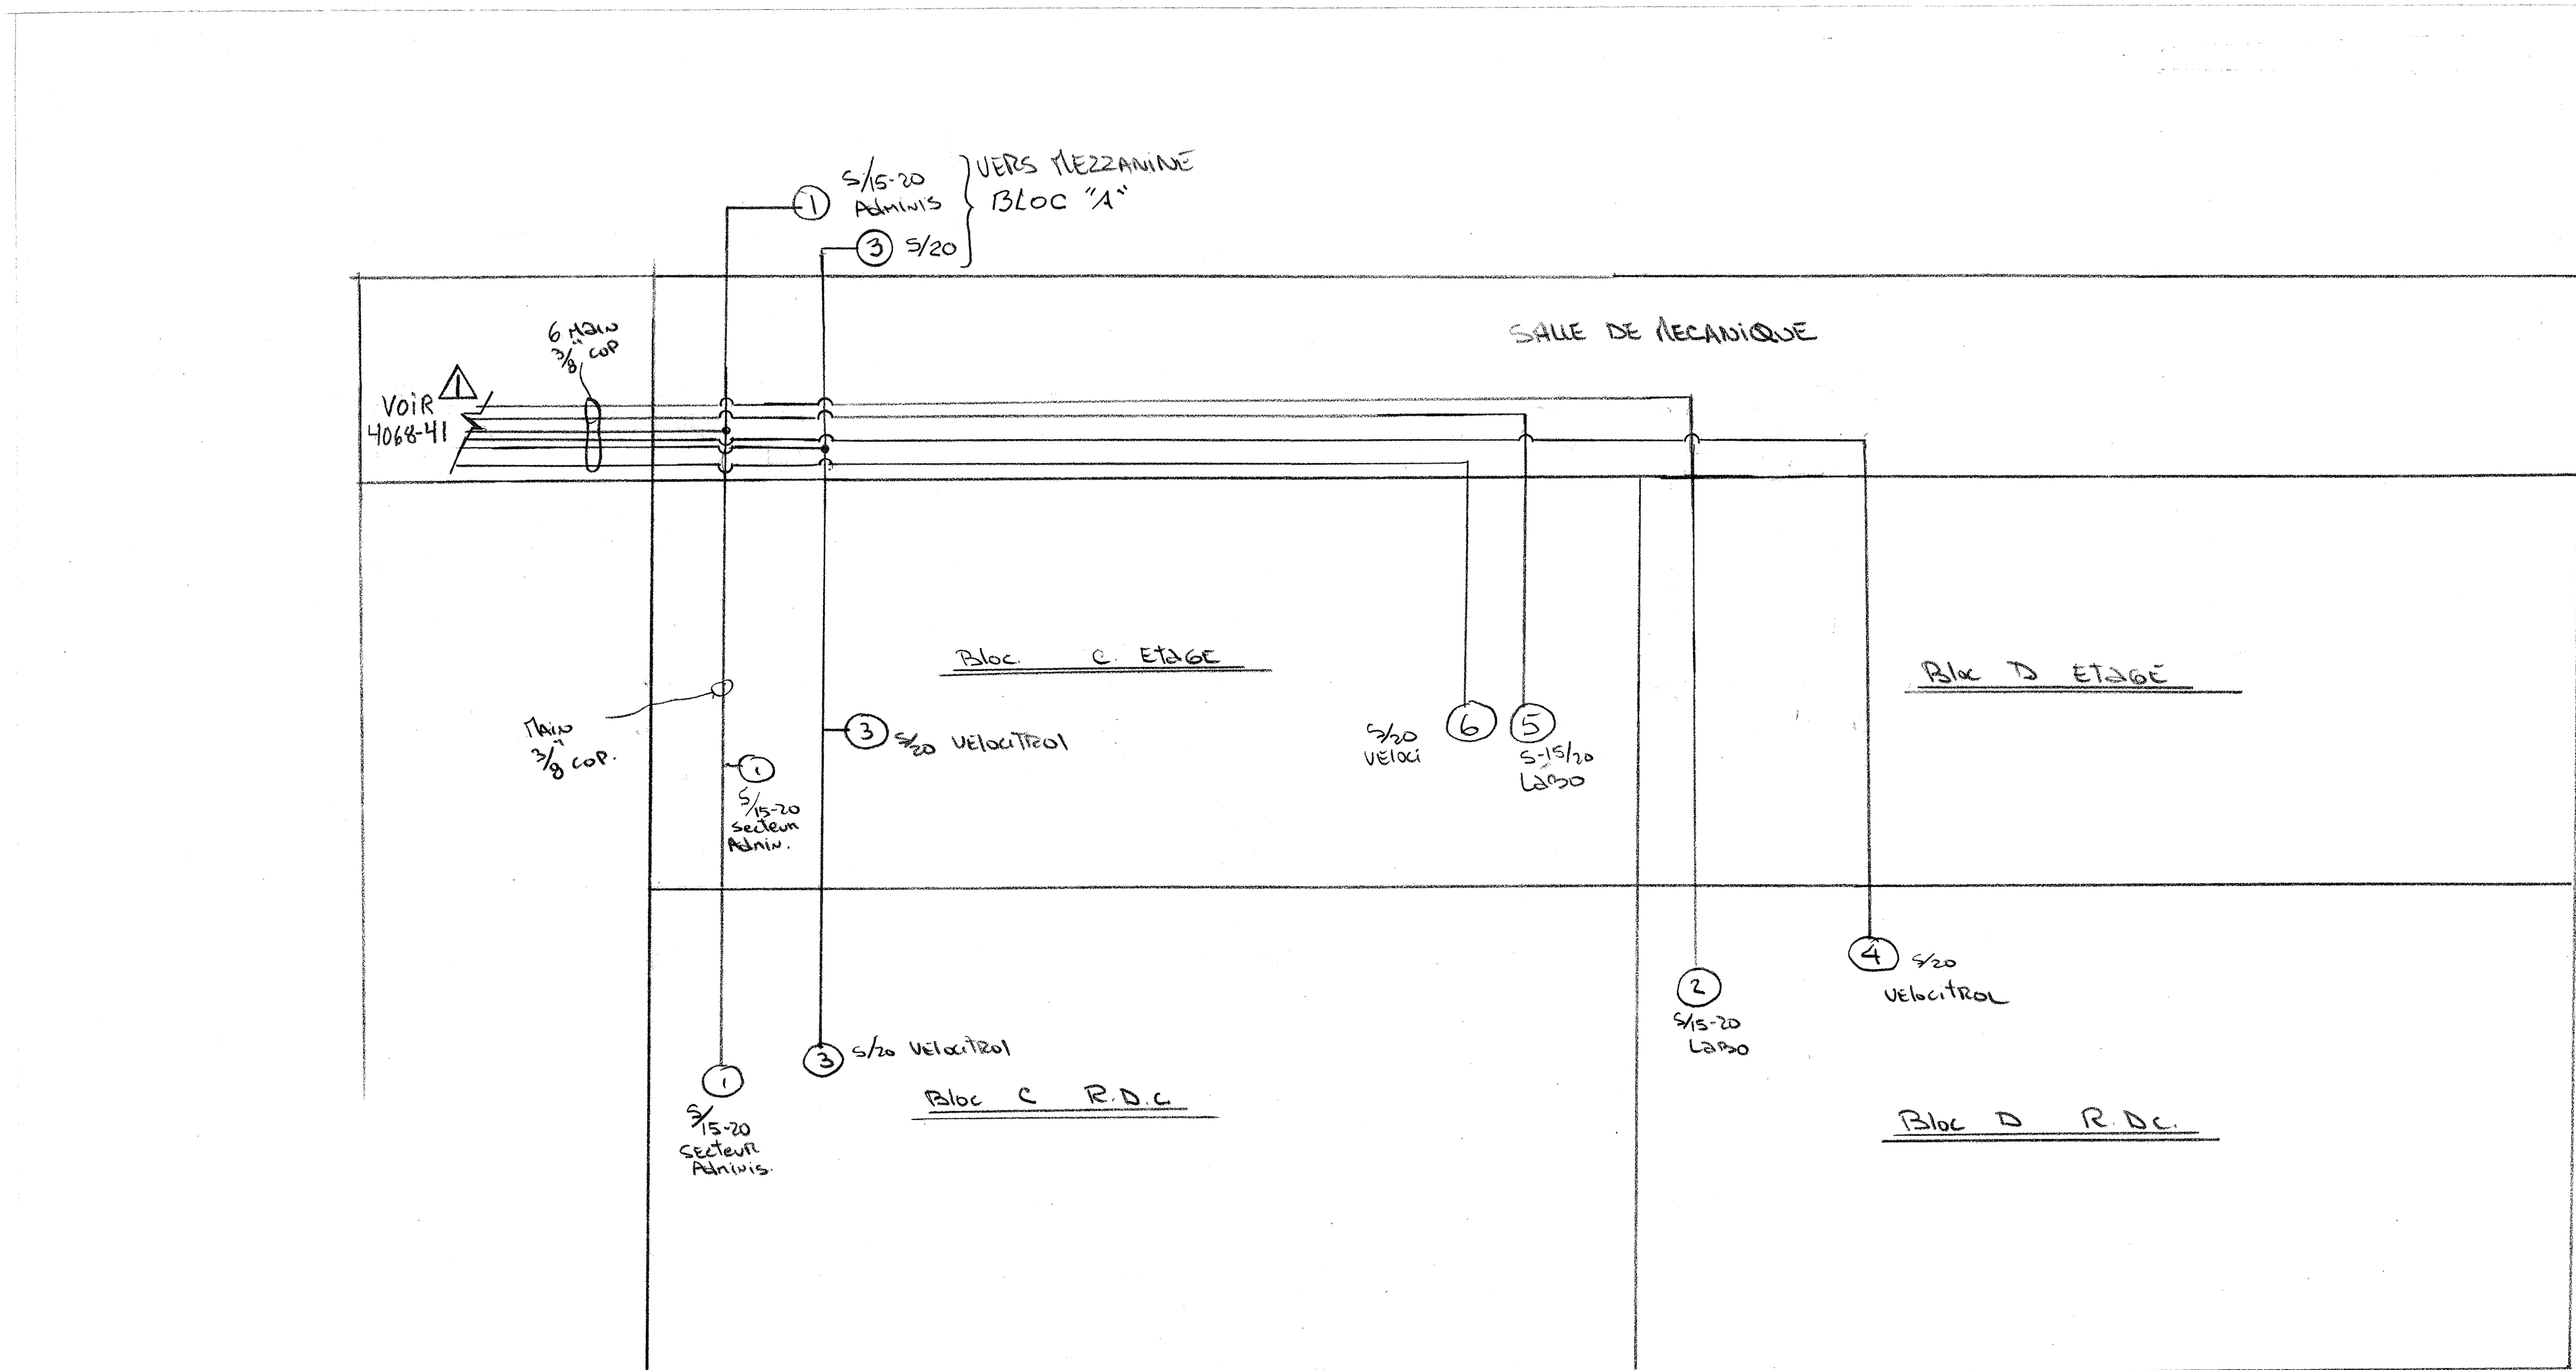 S/15-20
Adminis
1
VERS MEZZANINE
BLOC "A"
3 S/20
6 MAIN
3/8" COP
SALLE DE MECANIQUE
1
VOIR
4068-41
Bloc. C. ETAGE
Bloc D ETAGE
MAIN
3/8" COP.
3 S/20 VELOCITROL
6
S/20
VELOCI
5
S-15/20
LABO
1
S/15-20
Secteur
Admin.
4 S/20
VELOCITROL
2
S/15-20
LABO
3 S/20 VELOCITROL
1
S/15-20
SECTEUR
Adminis.
Bloc C R.D.C
Bloc D R.DC.